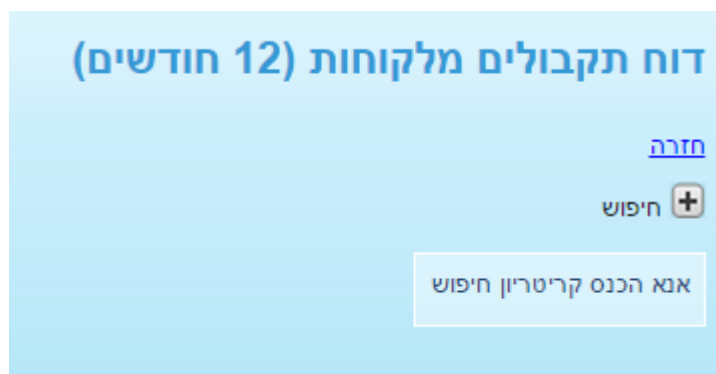 דוח תקבולים מלקוחות (12 חודשים)
חזרה
חיפוש
אנא הכנס קריטריון חיפוש